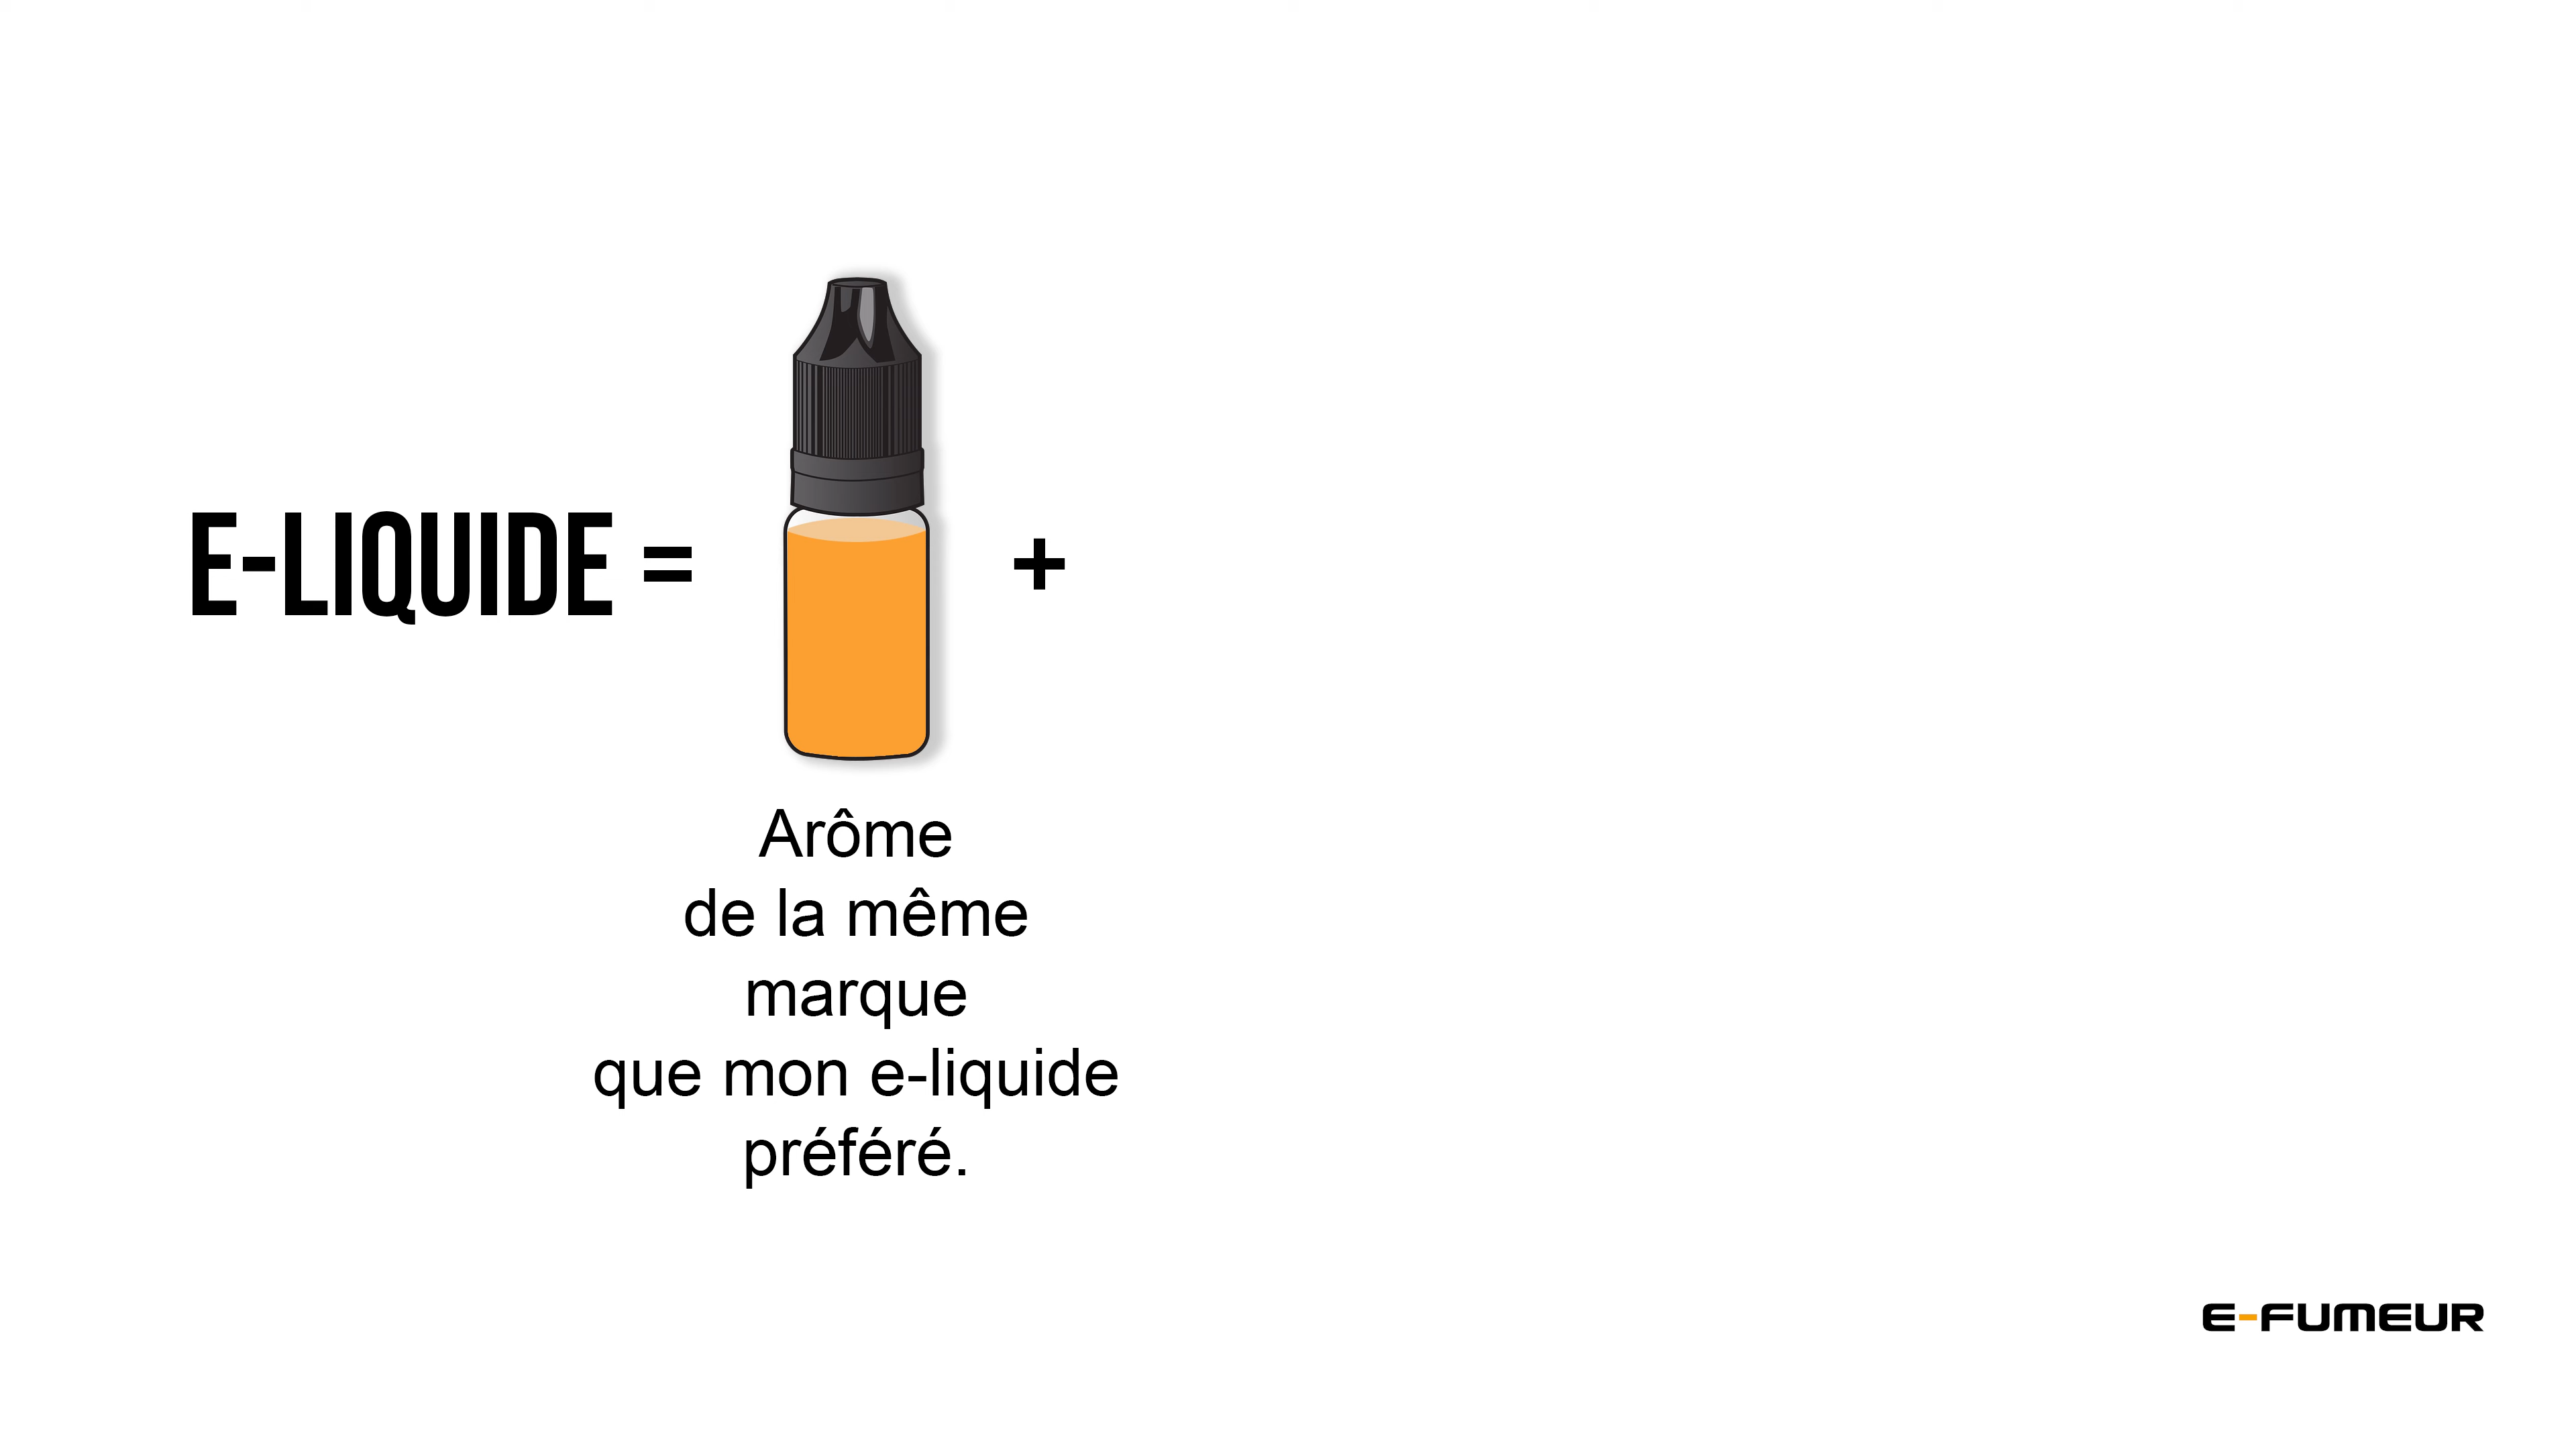 E-LIQUIDE = +
Arôme
de la même
marque
que mon e-liquide
préféré.
E-FUMEUR